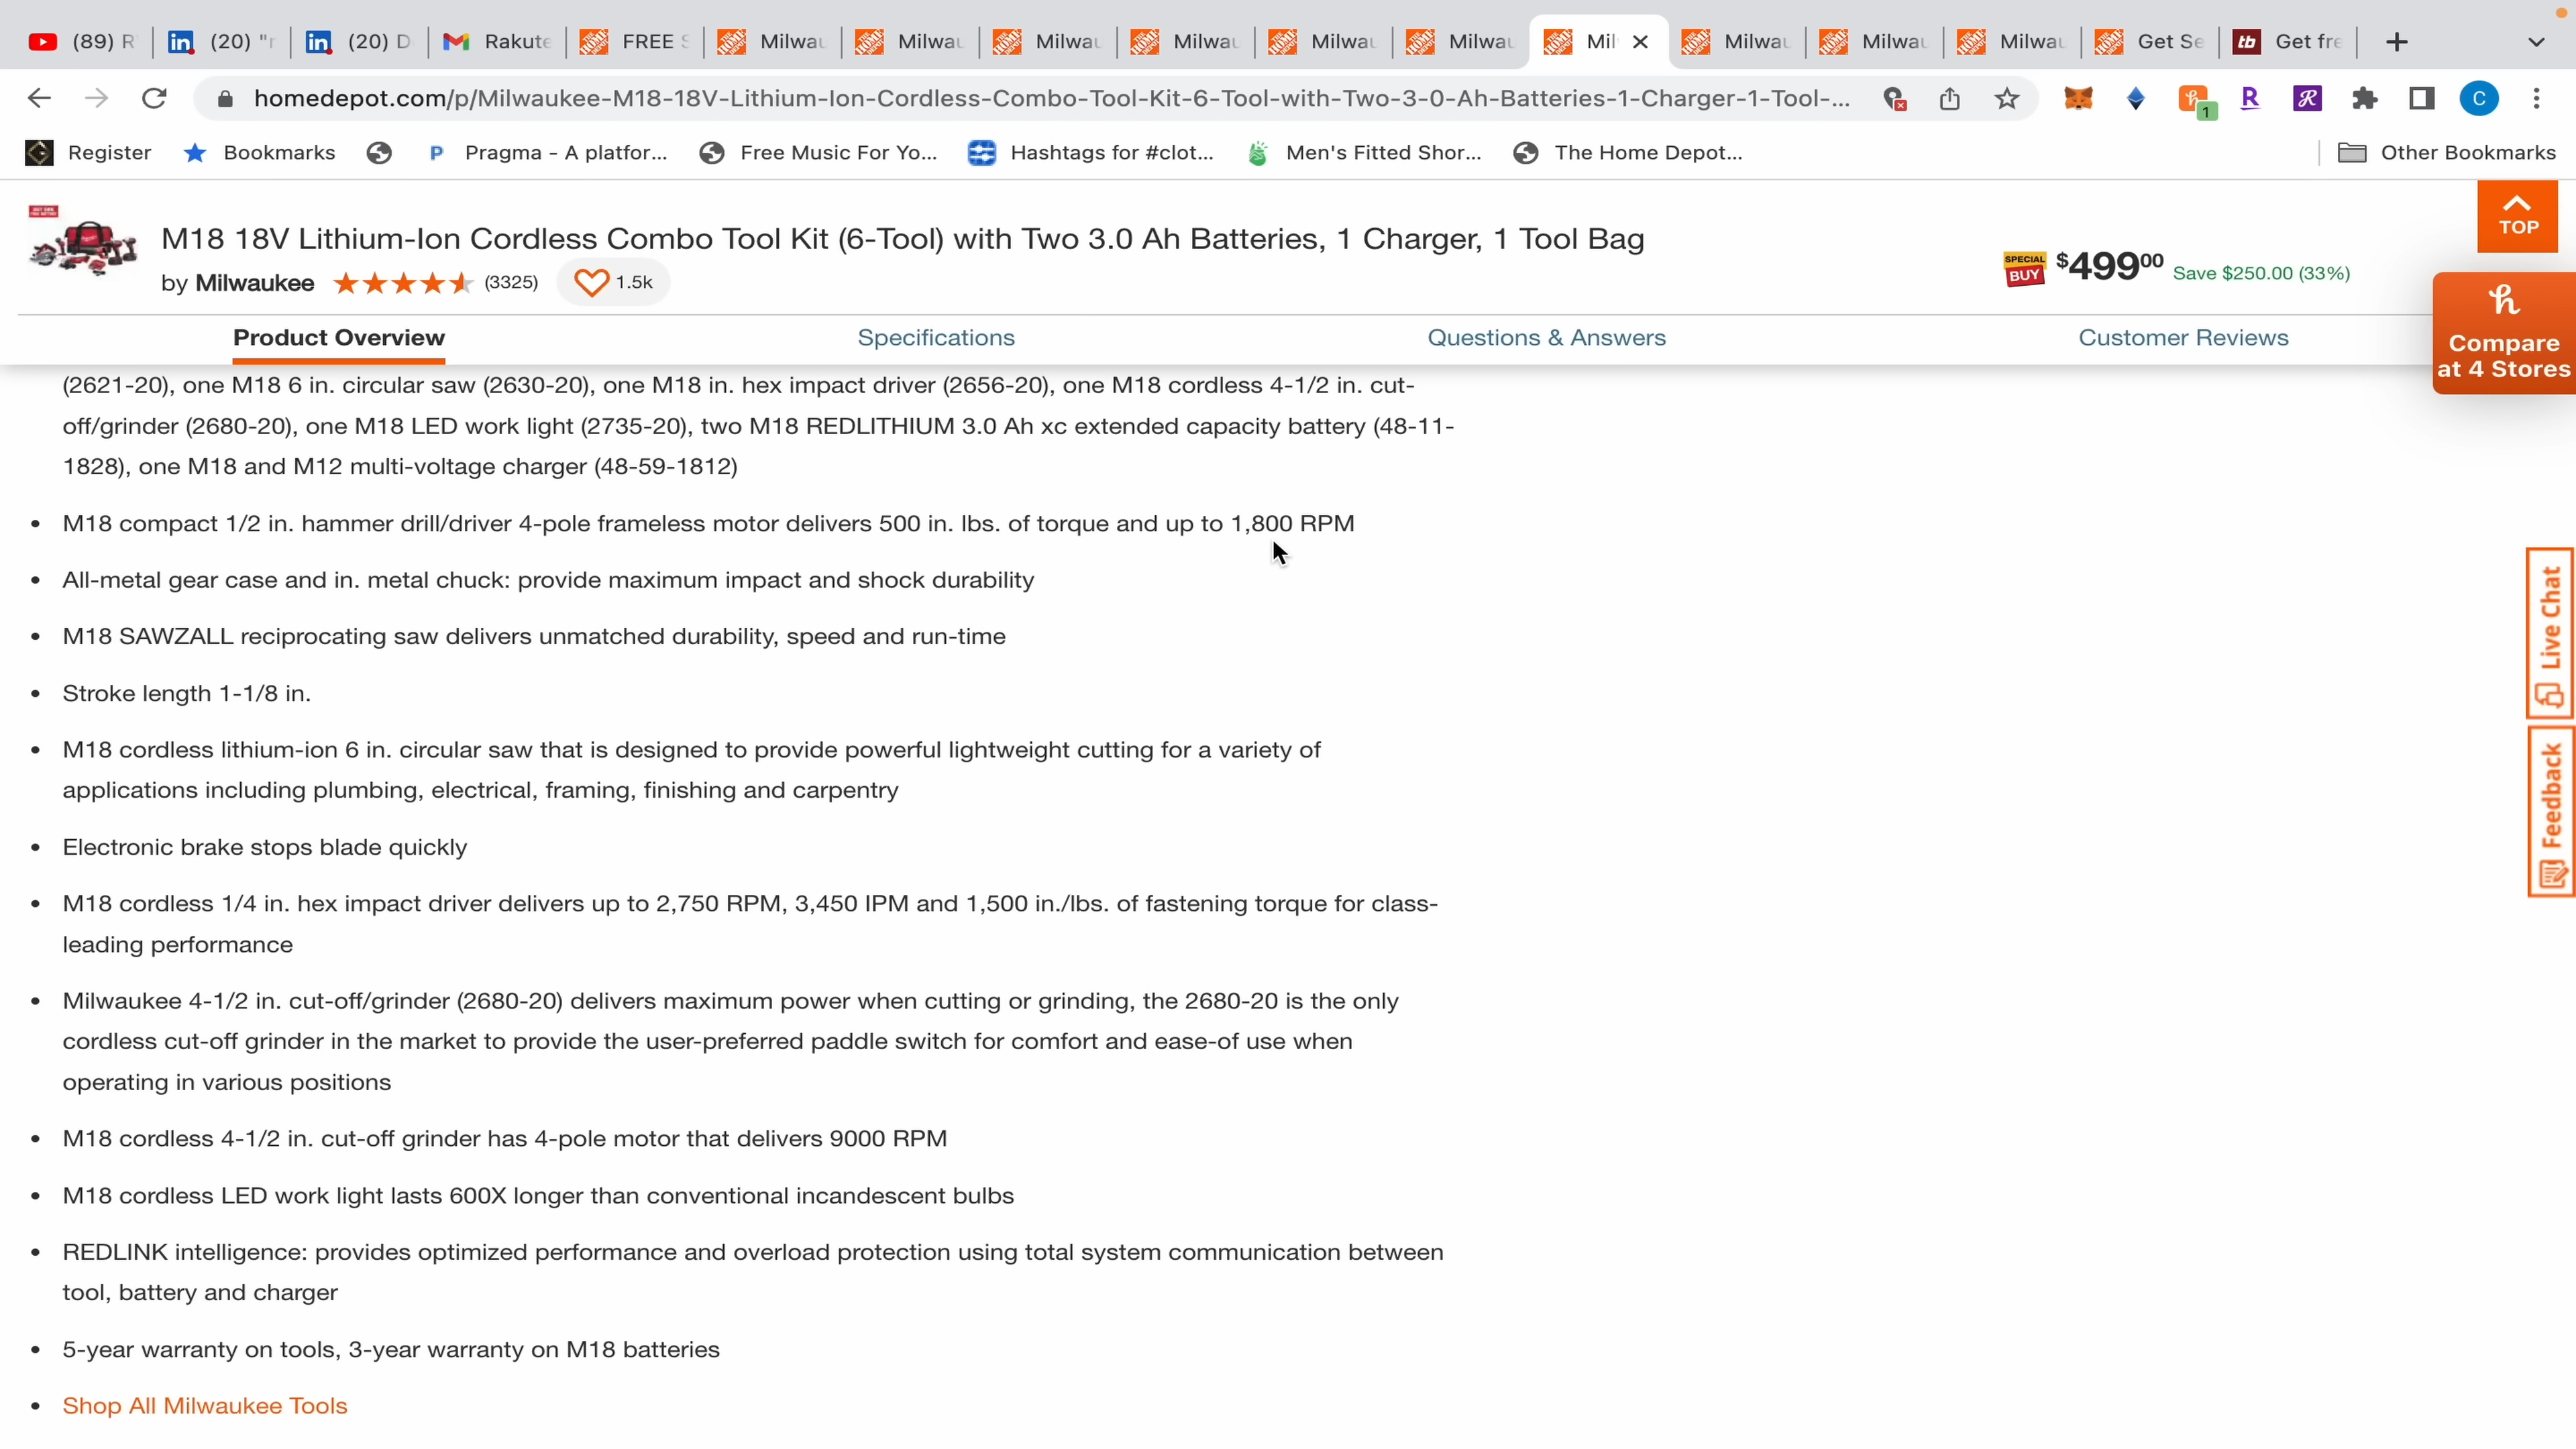 (89) R
(20) "r
(20) D
Rakute
FREE S
Milwau
Milwau
Milwau
Milwau
Milwau
Milwau
Mil
Milwau
Milwau
Milwau
Get Se
tb Get fre
homedepot.com/p/Milwaukee-M18-18V-Lithium-Ion-Cordless-Combo-Tool-Kit-6-Tool-with-Two-3-0-Ah-Batteries-1-Charger-1-Tool-...
1
C
Register
Bookmarks
Pragma - A platfor...
Free Music For Yo...
Hashtags for #clot...
Men's Fitted Shor...
The Home Depot...
Other Bookmarks
M18 18V Lithium-Ion Cordless Combo Tool Kit (6-Tool) with Two 3.0 Ah Batteries, 1 Charger, 1 Tool Bag
by Milwaukee (3325) 1.5k
SPECIAL BUY $499⁰⁰ Save $250.00 (33%)
TOP
Compare
at 4 Stores
Product Overview
Specifications
Questions & Answers
Customer Reviews
(2621-20), one M18 6 in. circular saw (2630-20), one M18 in. hex impact driver (2656-20), one M18 cordless 4-1/2 in. cut-
off/grinder (2680-20), one M18 LED work light (2735-20), two M18 REDLITHIUM 3.0 Ah xc extended capacity battery (48-11-
1828), one M18 and M12 multi-voltage charger (48-59-1812)
• M18 compact 1/2 in. hammer drill/driver 4-pole frameless motor delivers 500 in. lbs. of torque and up to 1,800 RPM
• All-metal gear case and in. metal chuck: provide maximum impact and shock durability
• M18 SAWZALL reciprocating saw delivers unmatched durability, speed and run-time
• Stroke length 1-1/8 in.
• M18 cordless lithium-ion 6 in. circular saw that is designed to provide powerful lightweight cutting for a variety of
applications including plumbing, electrical, framing, finishing and carpentry
• Electronic brake stops blade quickly
• M18 cordless 1/4 in. hex impact driver delivers up to 2,750 RPM, 3,450 IPM and 1,500 in./lbs. of fastening torque for class-
leading performance
• Milwaukee 4-1/2 in. cut-off/grinder (2680-20) delivers maximum power when cutting or grinding, the 2680-20 is the only
cordless cut-off grinder in the market to provide the user-preferred paddle switch for comfort and ease-of use when
operating in various positions
• M18 cordless 4-1/2 in. cut-off grinder has 4-pole motor that delivers 9000 RPM
• M18 cordless LED work light lasts 600X longer than conventional incandescent bulbs
• REDLINK intelligence: provides optimized performance and overload protection using total system communication between
tool, battery and charger
• 5-year warranty on tools, 3-year warranty on M18 batteries
• Shop All Milwaukee Tools
Live Chat
Feedback